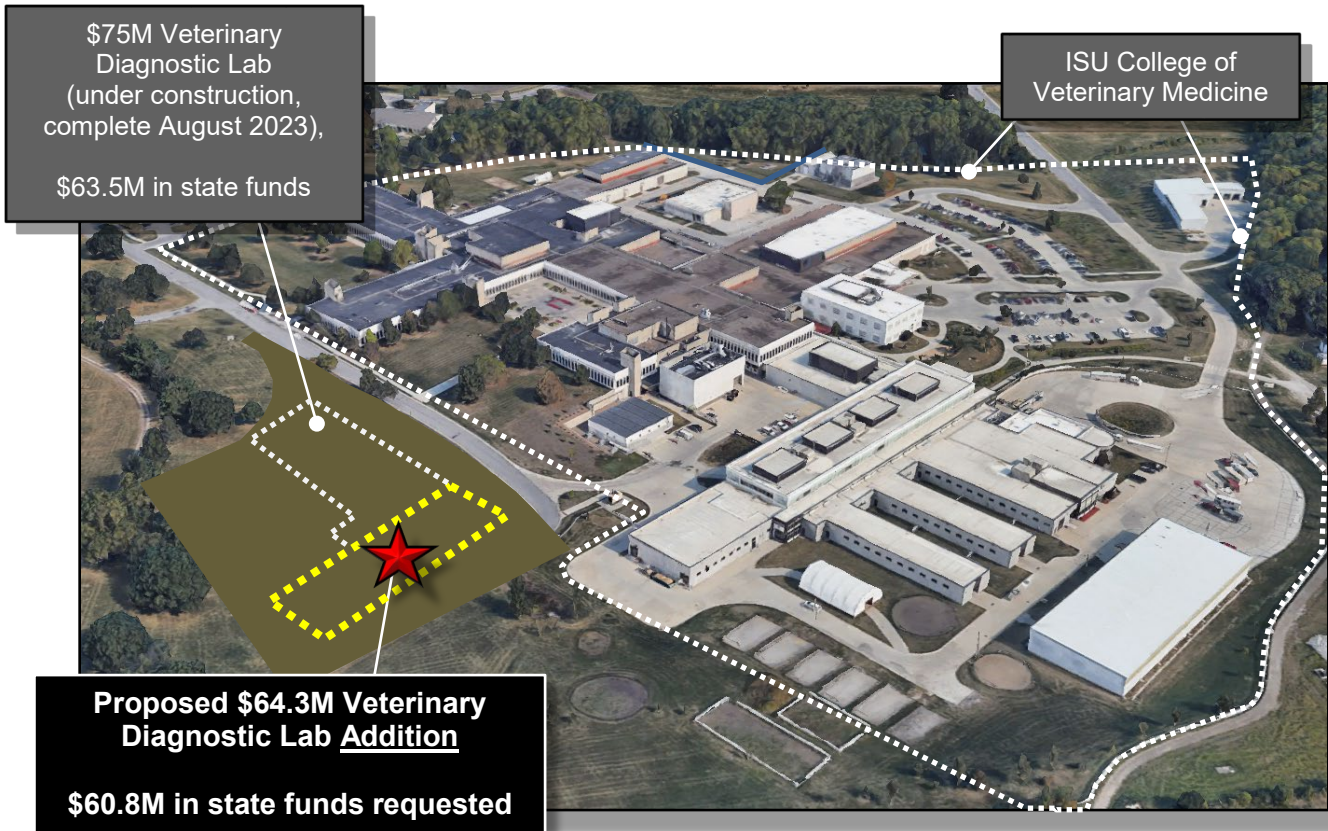 $75M Veterinary
Diagnostic Lab
(under construction,
complete August 2023),
$63.5M in state funds
ISU College of
Veterinary Medicine
Proposed $64.3M Veterinary
Diagnostic Lab Addition
$60.8M in state funds requested